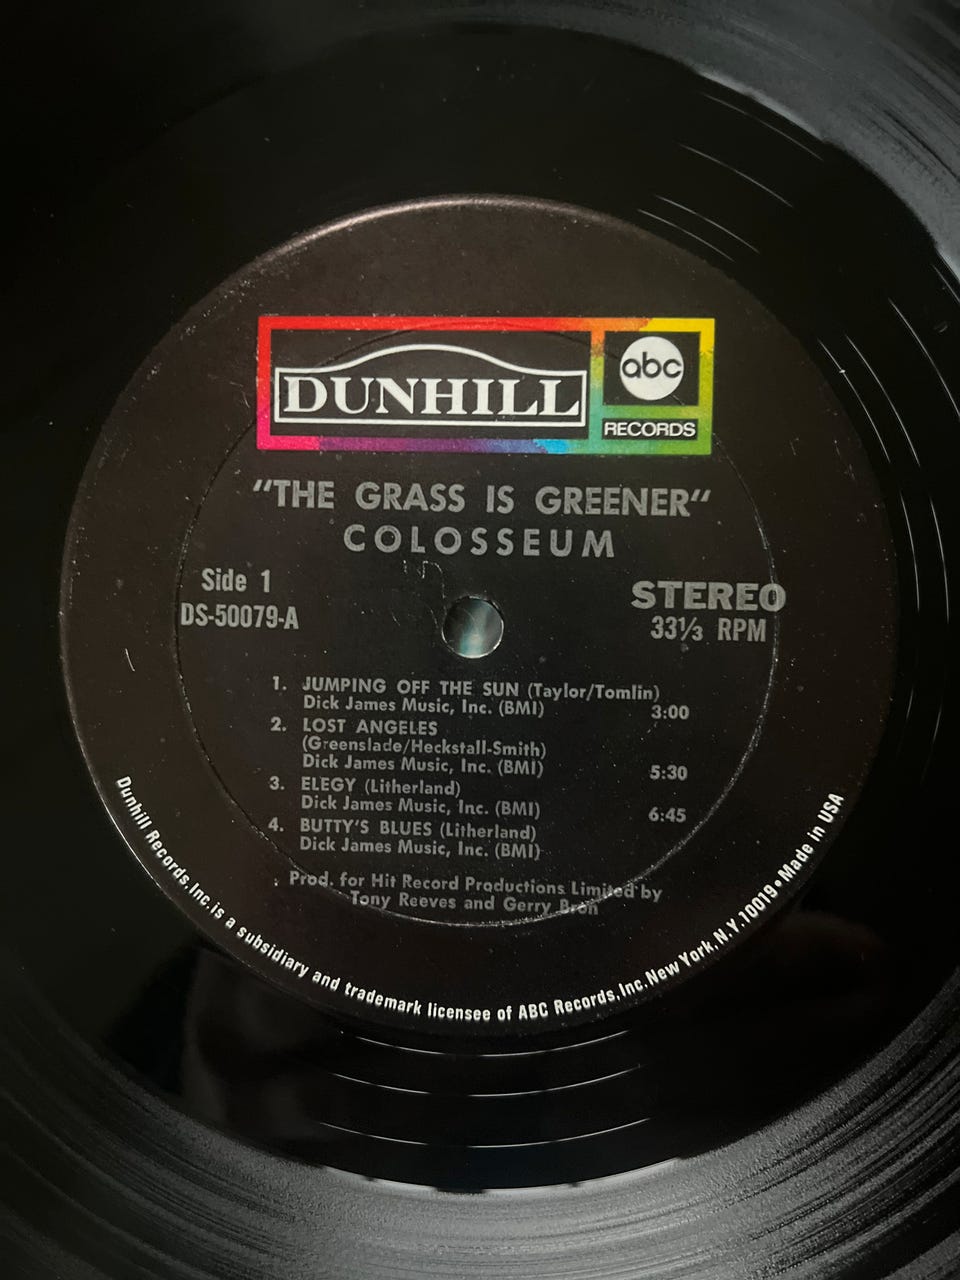 DUNHILL
abc
RECORDS
"THE GRASS IS GREENER"
COLOSSEUM
Side 1
DS-50079-A
STEREO
33⅓ RPM
1. JUMPING OFF THE SUN (Taylor/Tomlin)
Dick James Music, Inc. (BMI) 3:00
2. LOST ANGELES
(Greenslade/Heckstall-Smith)
Dick James Music, Inc. (BMI) 5:30
3. ELEGY (Litherland)
Dick James Music, Inc. (BMI) 6:45
4. BUTTY'S BLUES (Litherland)
Dick James Music, Inc. (BMI)
Prod. for Hit Record Productions Limited by
Tony Reeves and Gerry Bron
Dunhill Records, Inc. is a subsidiary and trademark licensee of ABC Records, Inc. New York, N.Y. 10019 • Made in USA